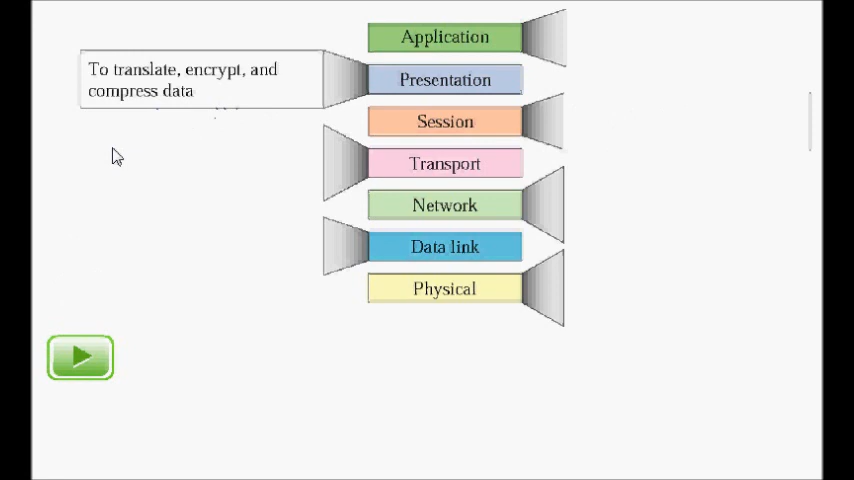 Application
To translate, encrypt, and
compress data
Presentation
Session
Transport
Network
Data link
Physical